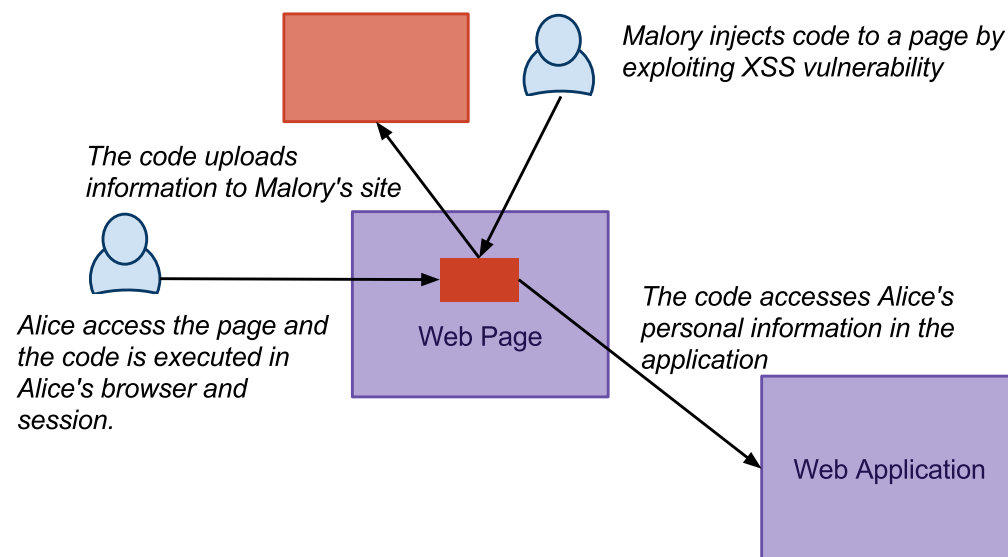 Malory injects code to a page by
exploiting XSS vulnerability
The code uploads
information to Malory's site
Alice access the page and
the code is executed in
Alice's browser and
session.
Web Page
The code accesses Alice's
personal information in the
application
Web Application